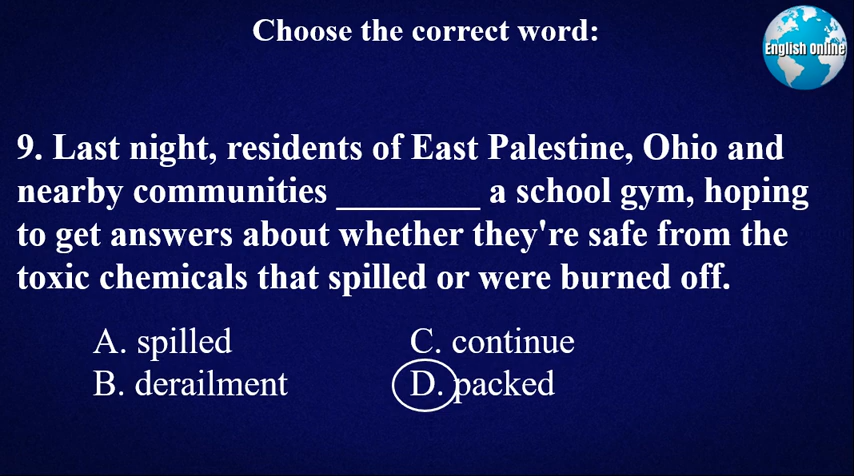 Choose the correct word:
English Online
9. Last night, residents of East Palestine, Ohio and
nearby communities ________ a school gym, hoping
to get answers about whether they're safe from the
toxic chemicals that spilled or were burned off.
A. spilled
B. derailment
C. continue
D. packed